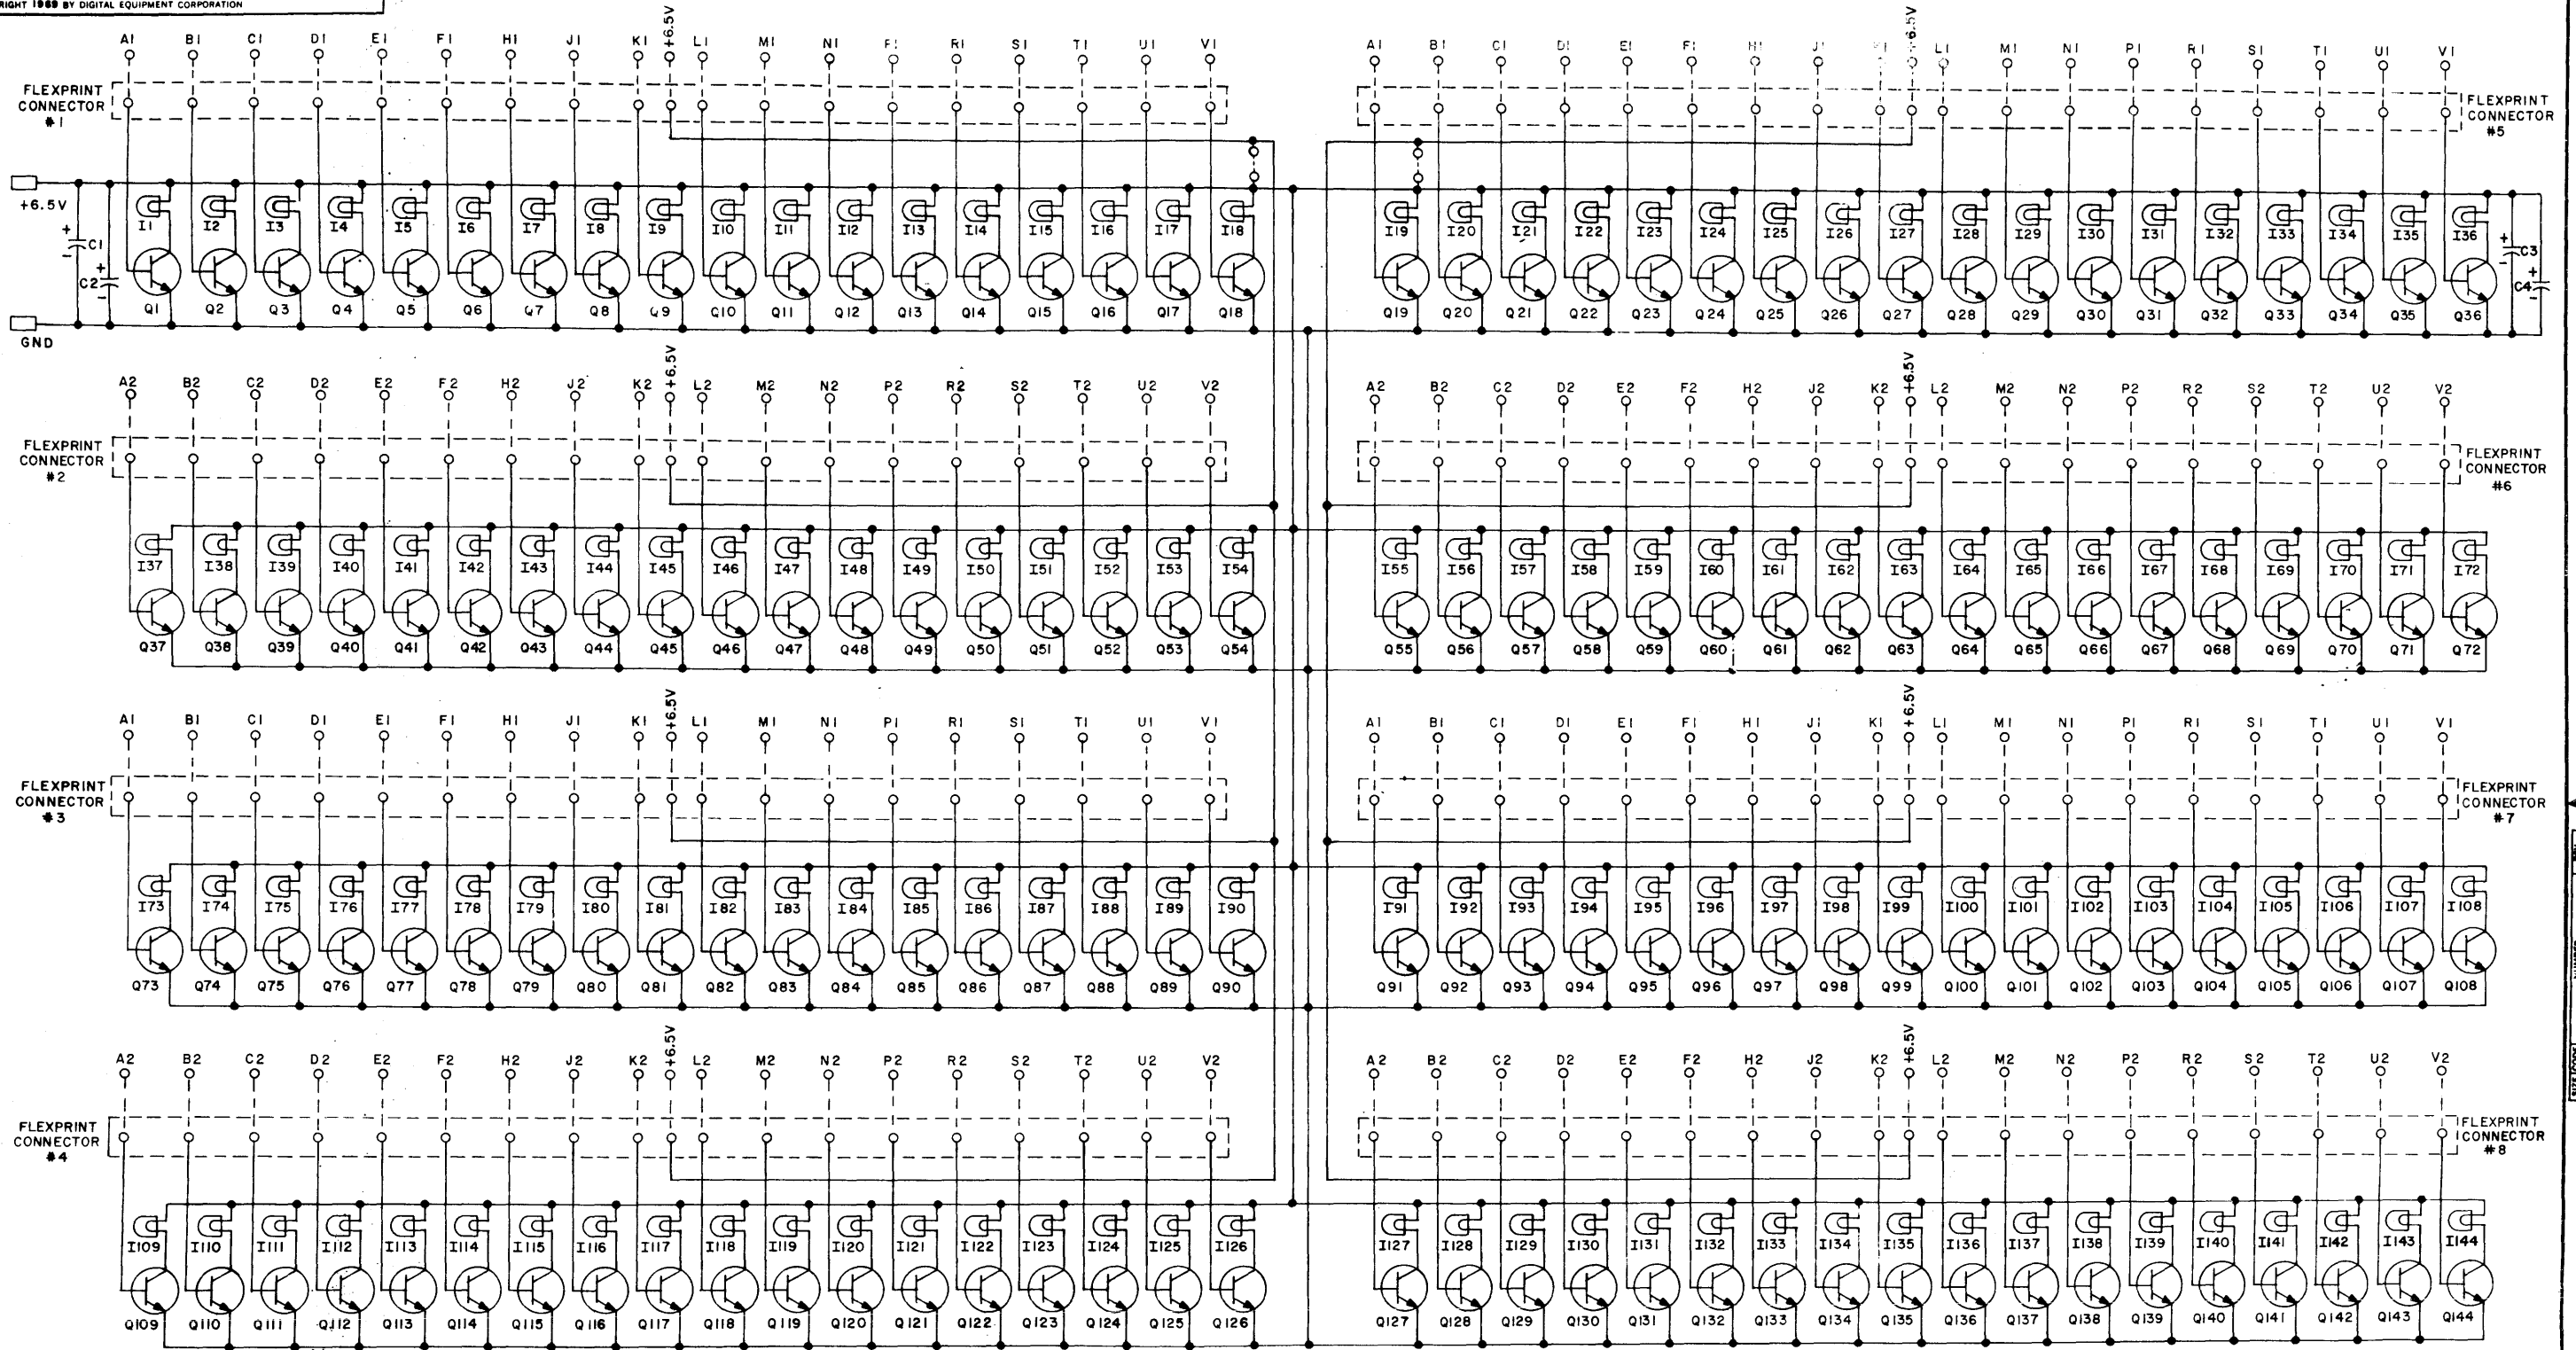 RIGHT 1969 BY DIGITAL EQUIPMENT CORPORATION
A1 B1 C1 D1 E1 F1 H1 J1 K1 +6.5V L1 M1 N1 P1 R1 S1 T1 U1 V1
A1 B1 C1 D1 E1 F1 H1 J1 K1 +6.5V L1 M1 N1 P1 R1 S1 T1 U1 V1
FLEXPRINT
CONNECTOR
#1
FLEXPRINT
CONNECTOR
#5
+6.5V
I1 I2 I3 I4 I5 I6 I7 I8 I9 I10 I11 I12 I13 I14 I15 I16 I17 I18
I19 I20 I21 I22 I23 I24 I25 I26 I27 I28 I29 I30 I31 I32 I33 I34 I35 I36
+ C1 -
+ C2 -
+ C3 -
+ C4 -
Q1 Q2 Q3 Q4 Q5 Q6 Q7 Q8 Q9 Q10 Q11 Q12 Q13 Q14 Q15 Q16 Q17 Q18
Q19 Q20 Q21 Q22 Q23 Q24 Q25 Q26 Q27 Q28 Q29 Q30 Q31 Q32 Q33 Q34 Q35 Q36
GND
A2 B2 C2 D2 E2 F2 H2 J2 K2 +6.5V L2 M2 N2 P2 R2 S2 T2 U2 V2
A2 B2 C2 D2 E2 F2 H2 J2 K2 +6.5V L2 M2 N2 P2 R2 S2 T2 U2 V2
FLEXPRINT
CONNECTOR
#2
FLEXPRINT
CONNECTOR
#6
I37 I38 I39 I40 I41 I42 I43 I44 I45 I46 I47 I48 I49 I50 I51 I52 I53 I54
I55 I56 I57 I58 I59 I60 I61 I62 I63 I64 I65 I66 I67 I68 I69 I70 I71 I72
Q37 Q38 Q39 Q40 Q41 Q42 Q43 Q44 Q45 Q46 Q47 Q48 Q49 Q50 Q51 Q52 Q53 Q54
Q55 Q56 Q57 Q58 Q59 Q60 Q61 Q62 Q63 Q64 Q65 Q66 Q67 Q68 Q69 Q70 Q71 Q72
A1 B1 C1 D1 E1 F1 H1 J1 K1 +6.5V L1 M1 N1 P1 R1 S1 T1 U1 V1
A1 B1 C1 D1 E1 F1 H1 J1 K1 +6.5V L1 M1 N1 P1 R1 S1 T1 U1 V1
FLEXPRINT
CONNECTOR
#3
FLEXPRINT
CONNECTOR
#7
I73 I74 I75 I76 I77 I78 I79 I80 I81 I82 I83 I84 I85 I86 I87 I88 I89 I90
I91 I92 I93 I94 I95 I96 I97 I98 I99 I100 I101 I102 I103 I104 I105 I106 I107 I108
Q73 Q74 Q75 Q76 Q77 Q78 Q79 Q80 Q81 Q82 Q83 Q84 Q85 Q86 Q87 Q88 Q89 Q90
Q91 Q92 Q93 Q94 Q95 Q96 Q97 Q98 Q99 Q100 Q101 Q102 Q103 Q104 Q105 Q106 Q107 Q108
A2 B2 C2 D2 E2 F2 H2 J2 K2 +6.5V L2 M2 N2 P2 R2 S2 T2 U2 V2
A2 B2 C2 D2 E2 F2 H2 J2 K2 +6.5V L2 M2 N2 P2 R2 S2 T2 U2 V2
FLEXPRINT
CONNECTOR
#4
FLEXPRINT
CONNECTOR
#8
I109 I110 I111 I112 I113 I114 I115 I116 I117 I118 I119 I120 I121 I122 I123 I124 I125 I126
I127 I128 I129 I130 I131 I132 I133 I134 I135 I136 I137 I138 I139 I140 I141 I142 I143 I144
Q109 Q110 Q111 Q112 Q113 Q114 Q115 Q116 Q117 Q118 Q119 Q120 Q121 Q122 Q123 Q124 Q125 Q126
Q127 Q128 Q129 Q130 Q131 Q132 Q133 Q134 Q135 Q136 Q137 Q138 Q139 Q140 Q141 Q142 Q143 Q144